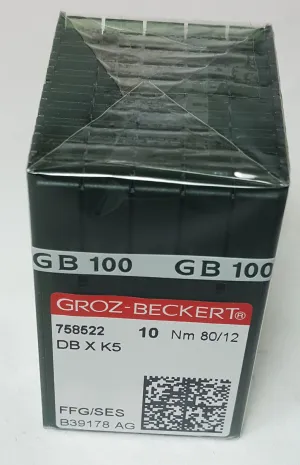 GB 100 GB 100
GROZ-BECKERT®
758522 10 Nm 80/12
DB X K5
FFG/SES
B39178 AG